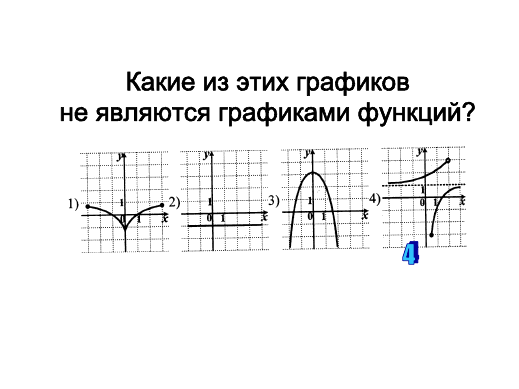 Какие из этих графиков
не являются графиками функций?
1) y 1 0 1 x
2) y 1 0 1 x
3) y 1 0 1 x
4) y 1 0 1 x
4